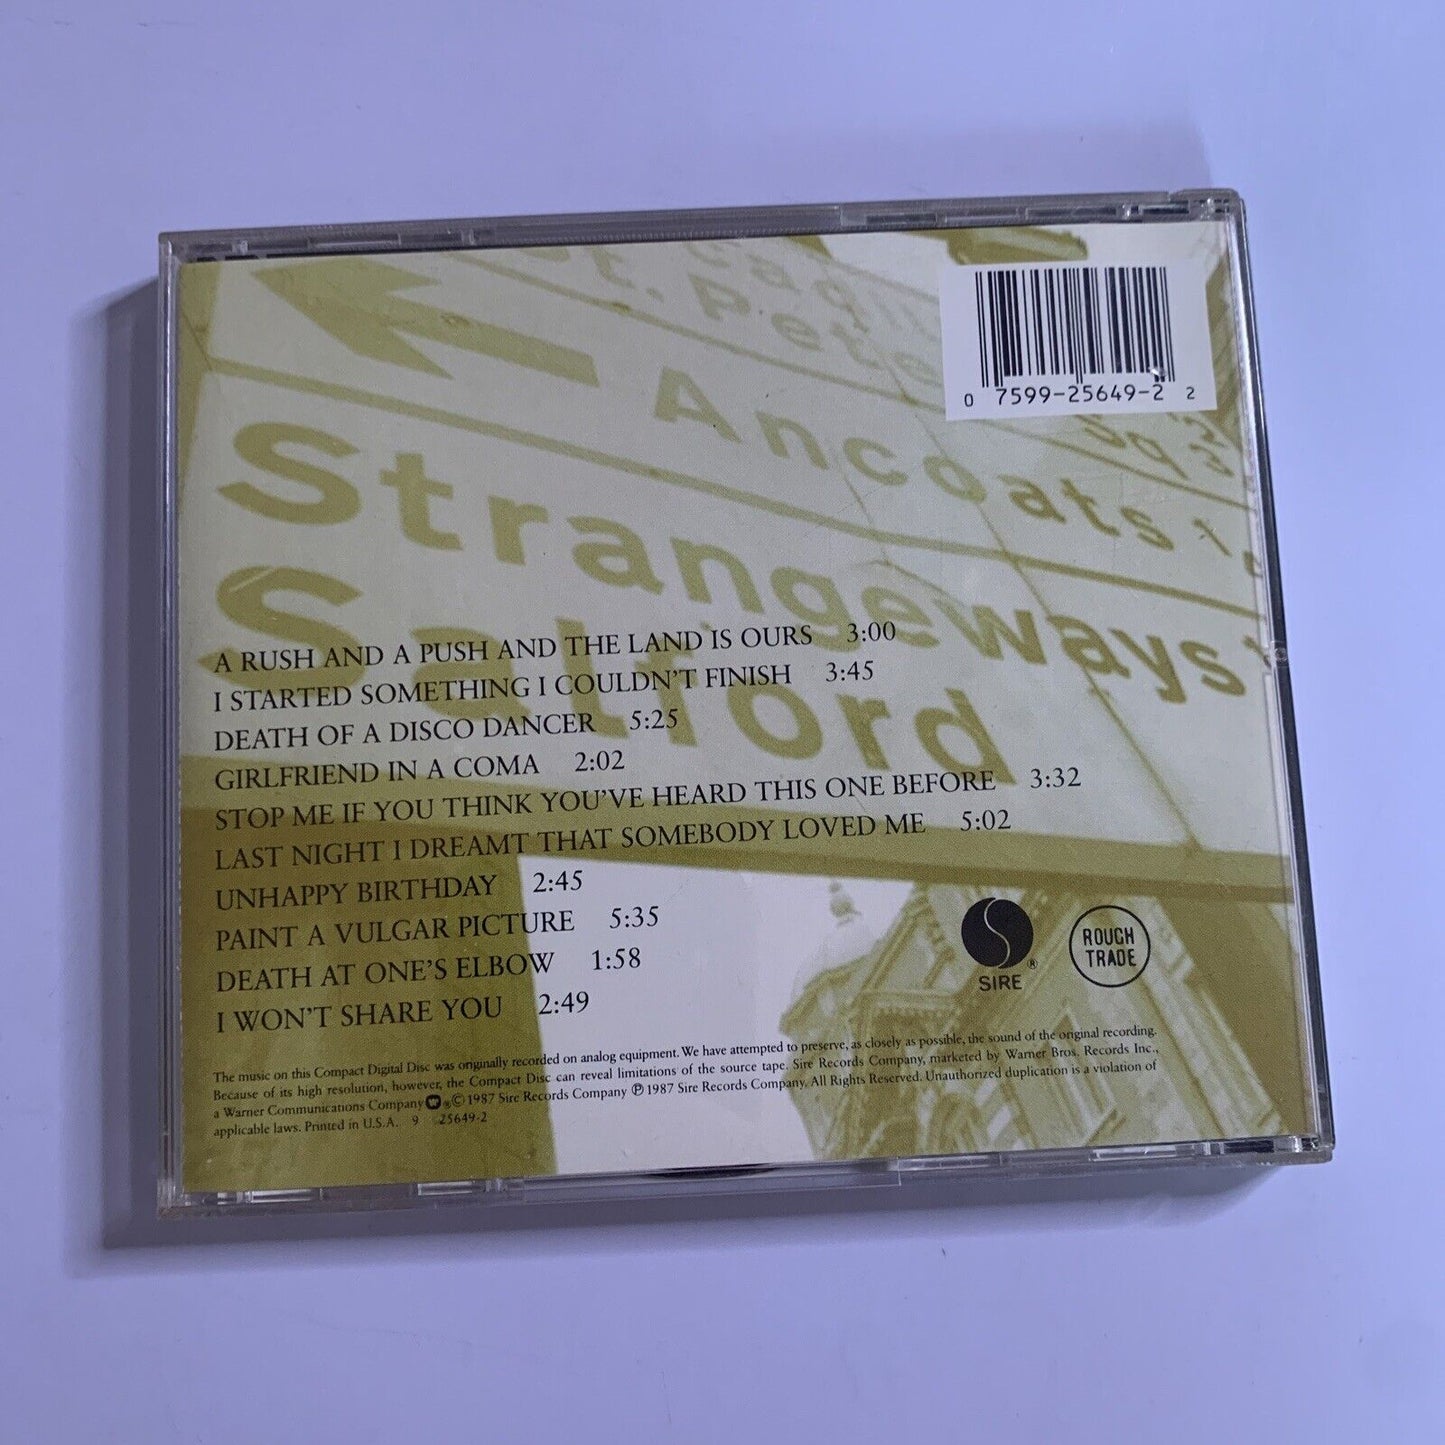 St. Pete
Ancoats
Sq
Strangeways
Salford
0 7599-25649-2 2
A RUSH AND A PUSH AND THE LAND IS OURS 3:00
I STARTED SOMETHING I COULDN'T FINISH 3:45
DEATH OF A DISCO DANCER 5:25
GIRLFRIEND IN A COMA 2:02
STOP ME IF YOU THINK YOU'VE HEARD THIS ONE BEFORE 3:32
LAST NIGHT I DREAMT THAT SOMEBODY LOVED ME 5:02
UNHAPPY BIRTHDAY 2:45
PAINT A VULGAR PICTURE 5:35
DEATH AT ONE'S ELBOW 1:58
I WON'T SHARE YOU 2:49
SIRE ®
ROUGH
TRADE
The music on this Compact Digital Disc was originally recorded on analog equipment. We have attempted to preserve, as closely as possible, the sound of the original recording.
Because of its high resolution, however, the Compact Disc can reveal limitations of the source tape. Sire Records Company, marketed by Warner Bros. Records Inc.,
a Warner Communications Company ® © 1987 Sire Records Company ℗ 1987 Sire Records Company. All Rights Reserved. Unauthorized duplication is a violation of
applicable laws. Printed in U.S.A. 9 25649-2